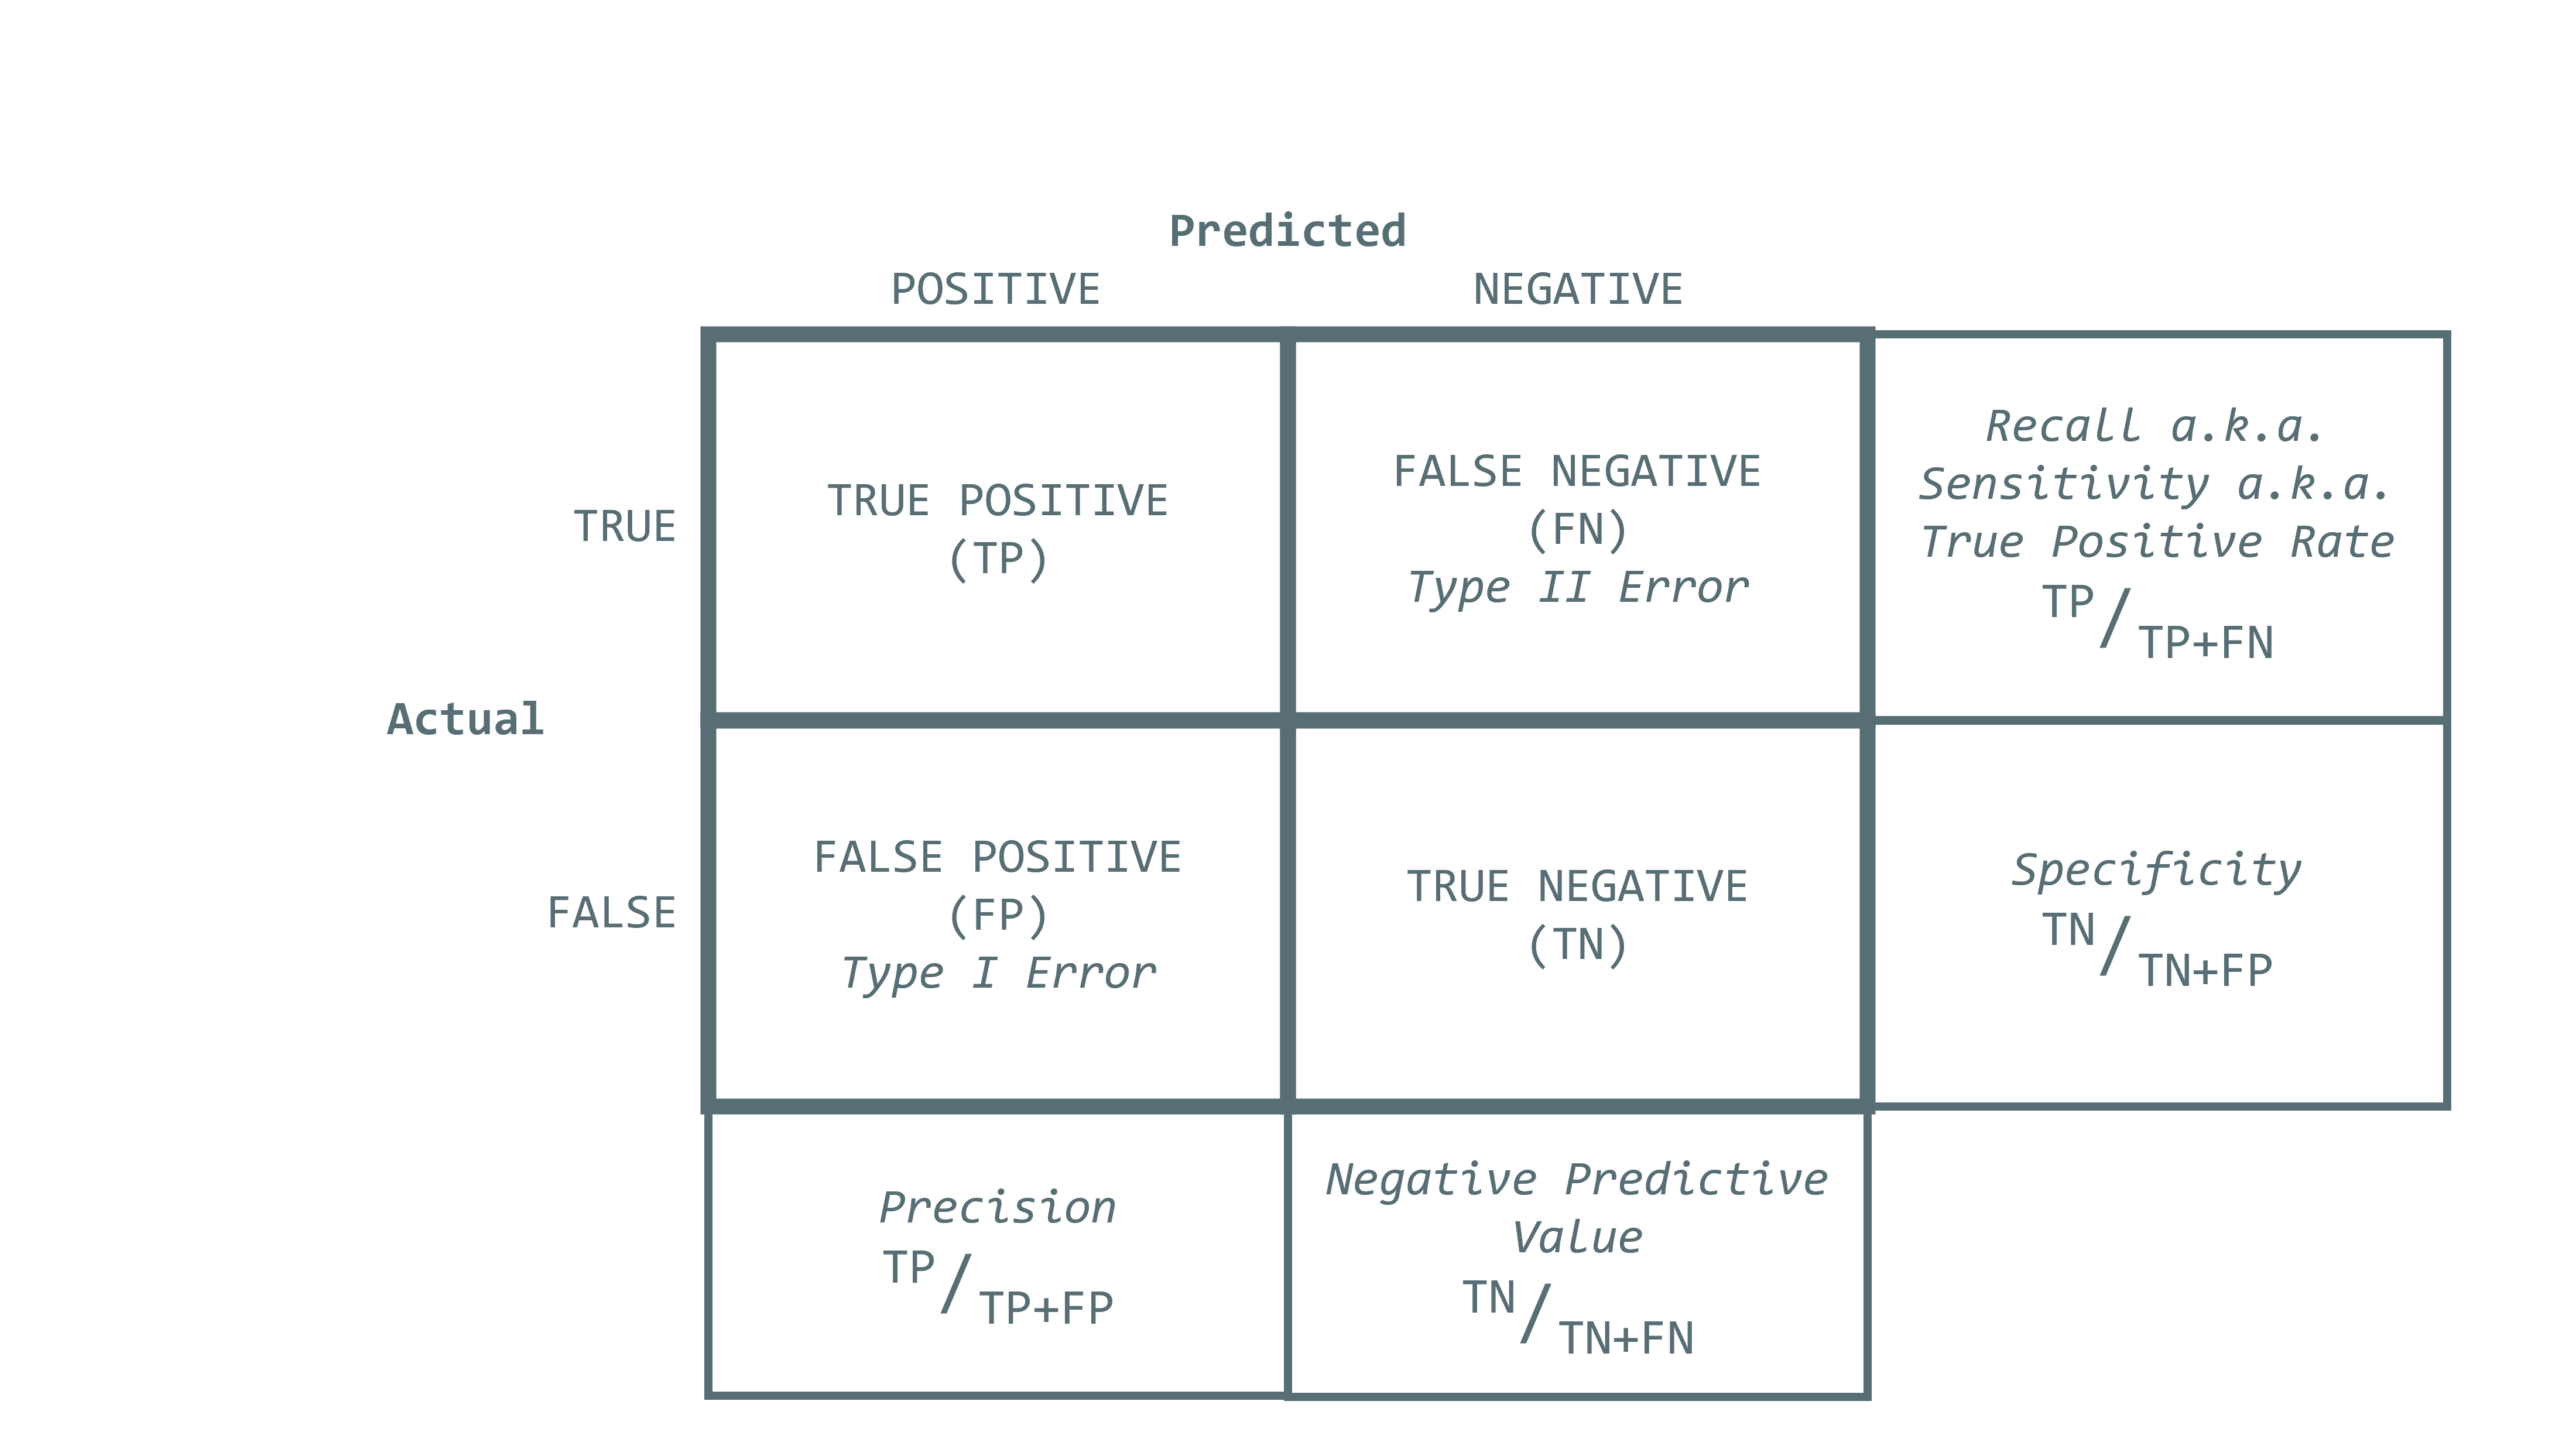 Predicted
POSITIVE
NEGATIVE
Actual
TRUE
TRUE POSITIVE
(TP)
FALSE NEGATIVE
(FN)
Type II Error
Recall a.k.a.
Sensitivity a.k.a.
True Positive Rate
TP/TP+FN
FALSE
FALSE POSITIVE
(FP)
Type I Error
TRUE NEGATIVE
(TN)
Specificity
TN/TN+FP
Precision
TP/TP+FP
Negative Predictive
Value
TN/TN+FN